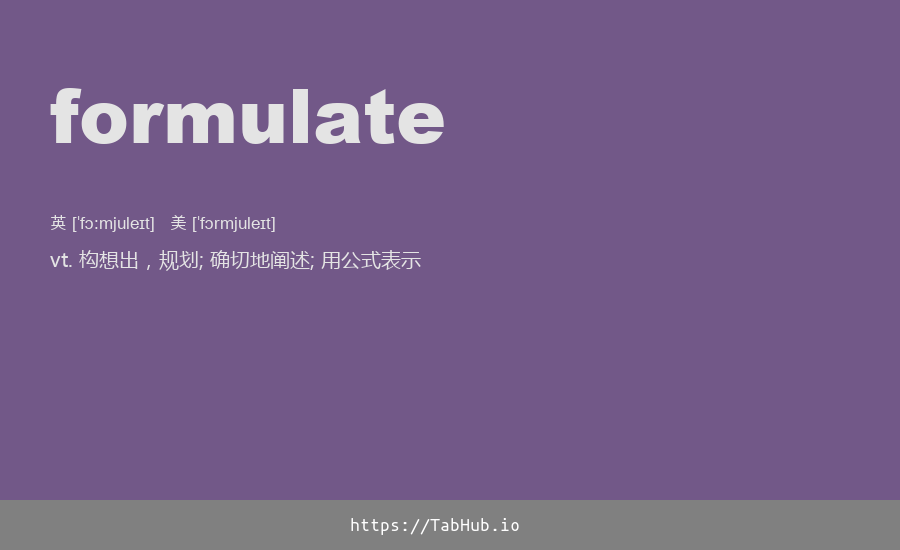 formulate
英 [ˈfɔːmjuleɪt] 美 [ˈfɔrmjuleɪt]
vt. 构想出，规划; 确切地阐述; 用公式表示
https://TabHub.io